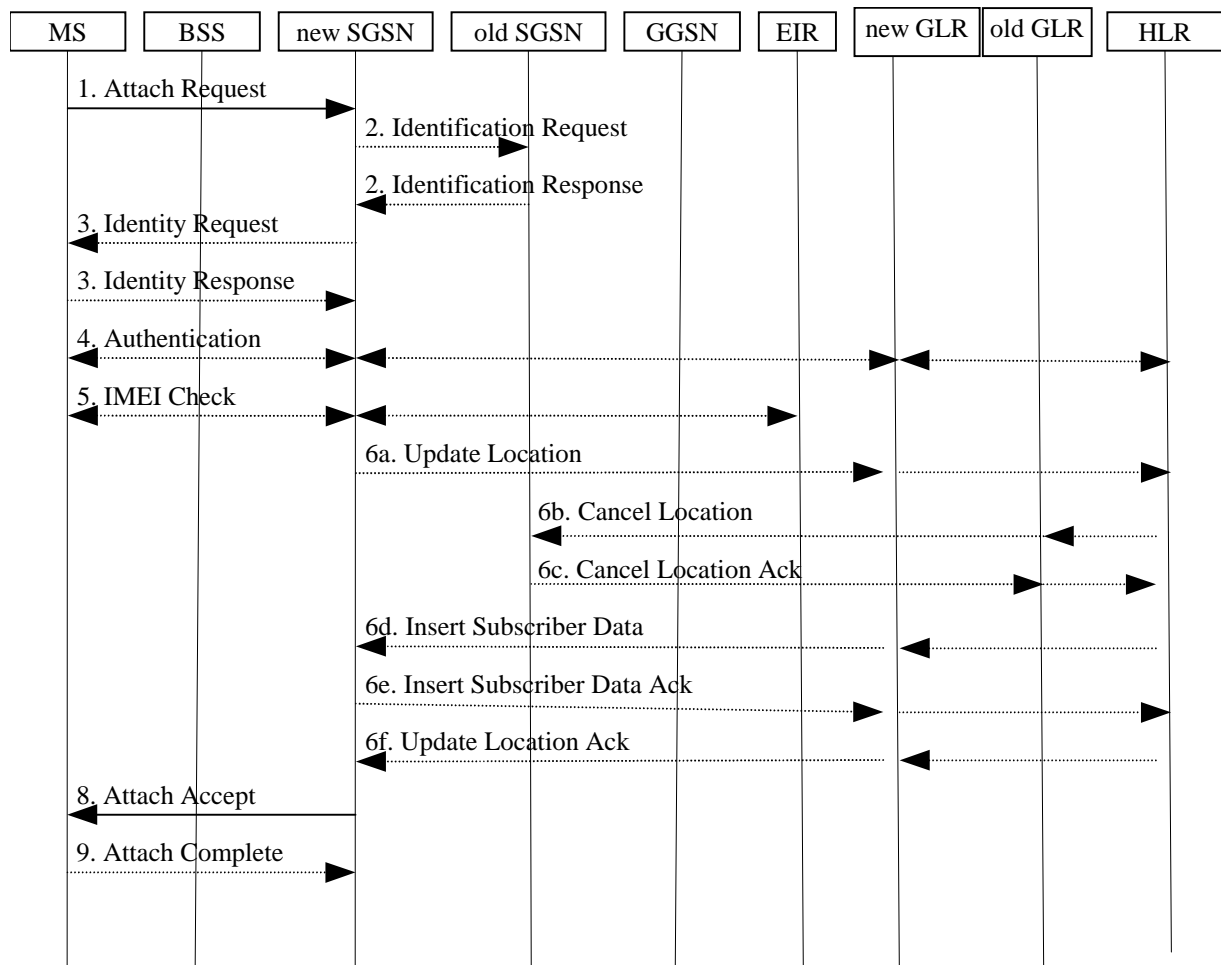 MS BSS new SGSN old SGSN GGSN EIR new GLR old GLR HLR
1. Attach Request
2. Identification Request
2. Identification Response
3. Identity Request
3. Identity Response
4. Authentication
5. IMEI Check
6a. Update Location
6b. Cancel Location
6c. Cancel Location Ack
6d. Insert Subscriber Data
6e. Insert Subscriber Data Ack
6f. Update Location Ack
8. Attach Accept
9. Attach Complete